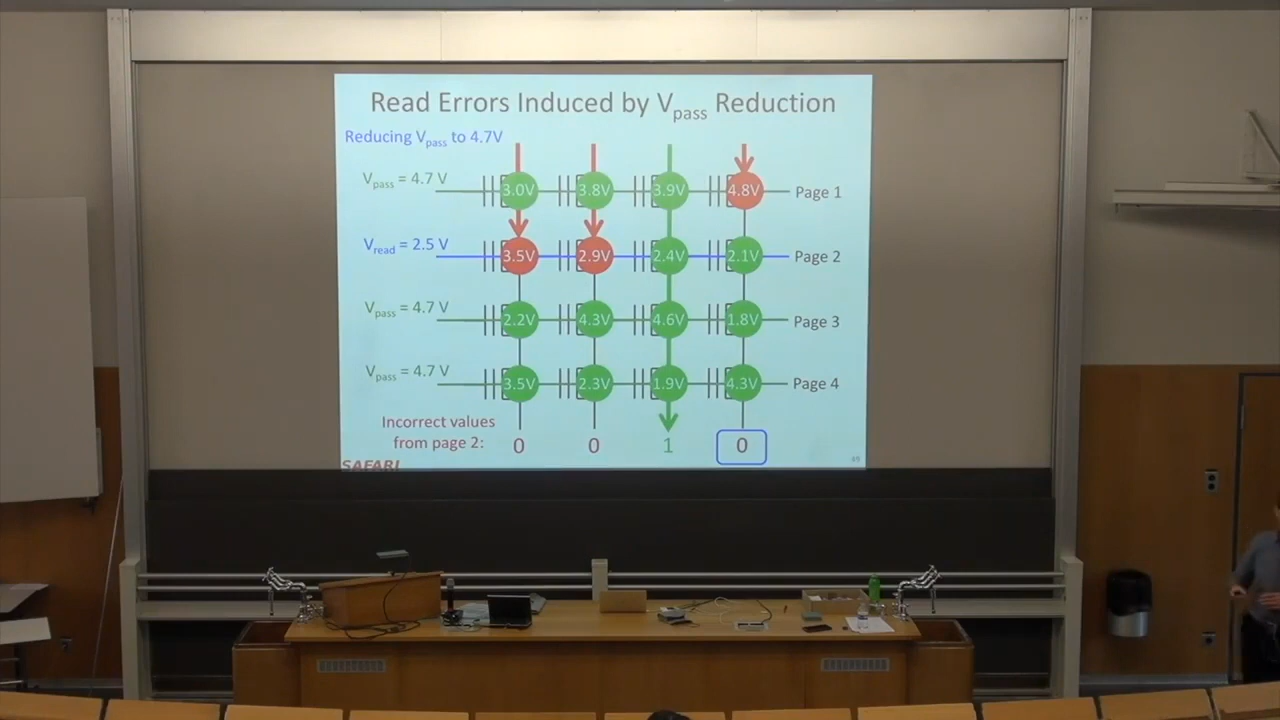 Read Errors Induced by Vpass Reduction
Reducing Vpass to 4.7V
Vpass = 4.7 V 3.0V 3.8V 3.9V 4.8V Page 1
Vread = 2.5 V 3.5V 2.9V 2.4V 2.1V Page 2
Vpass = 4.7 V 2.2V 4.3V 4.6V 1.8V Page 3
Vpass = 4.7 V 3.5V 2.3V 1.9V 4.3V Page 4
Incorrect values
from page 2: 0 0 1 0
SAFARI
49